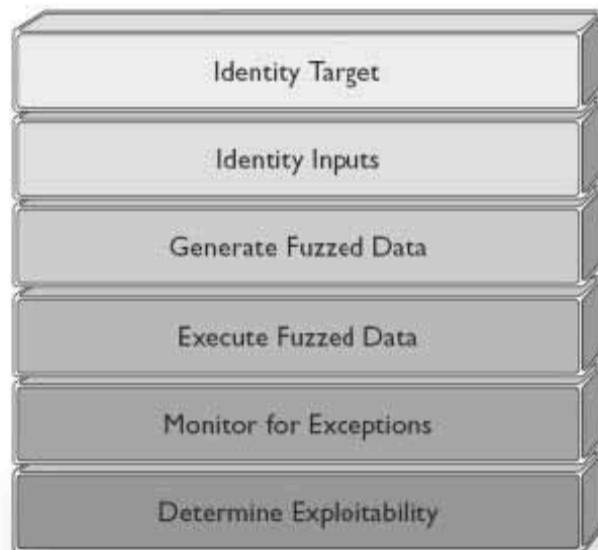 Identity Target
Identity Inputs
Generate Fuzzed Data
Execute Fuzzed Data
Monitor for Exceptions
Determine Exploitability